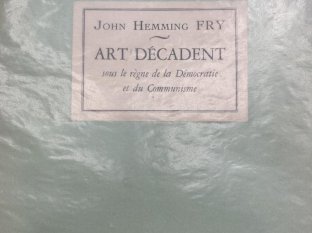 JOHN HEMMING FRY
ART DÉCADENT
sous le règne de la Démocratie
et du Communisme